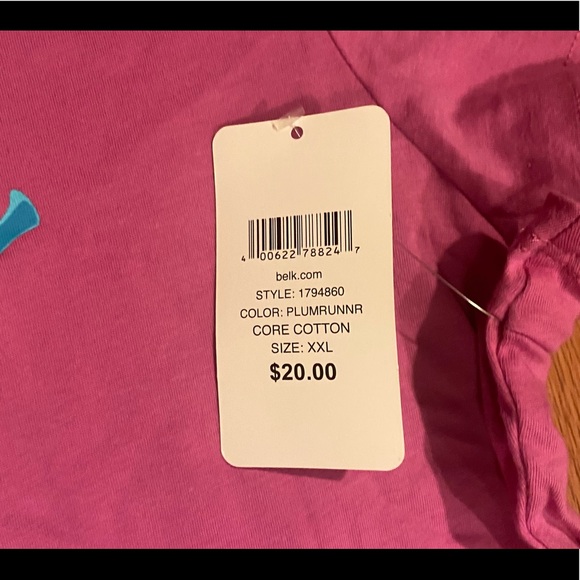 4 00622 78824 7
belk.com
STYLE: 1794860
COLOR: PLUMRUNNR
CORE COTTON
SIZE: XXL
$20.00